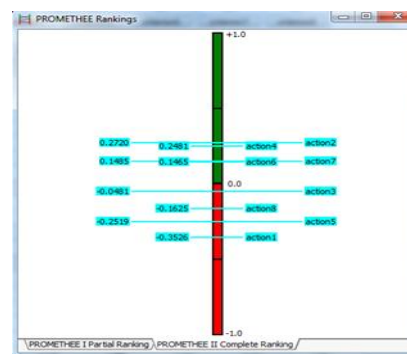 PROMETHEE Rankings
+1.0
0.2720 action2
0.2481 action4
0.1485 action7
0.1465 action6
0.0
-0.0481 action3
-0.1625 action8
-0.2519 action5
-0.3526 action1
-1.0
PROMETHEE I Partial Ranking PROMETHEE II Complete Ranking